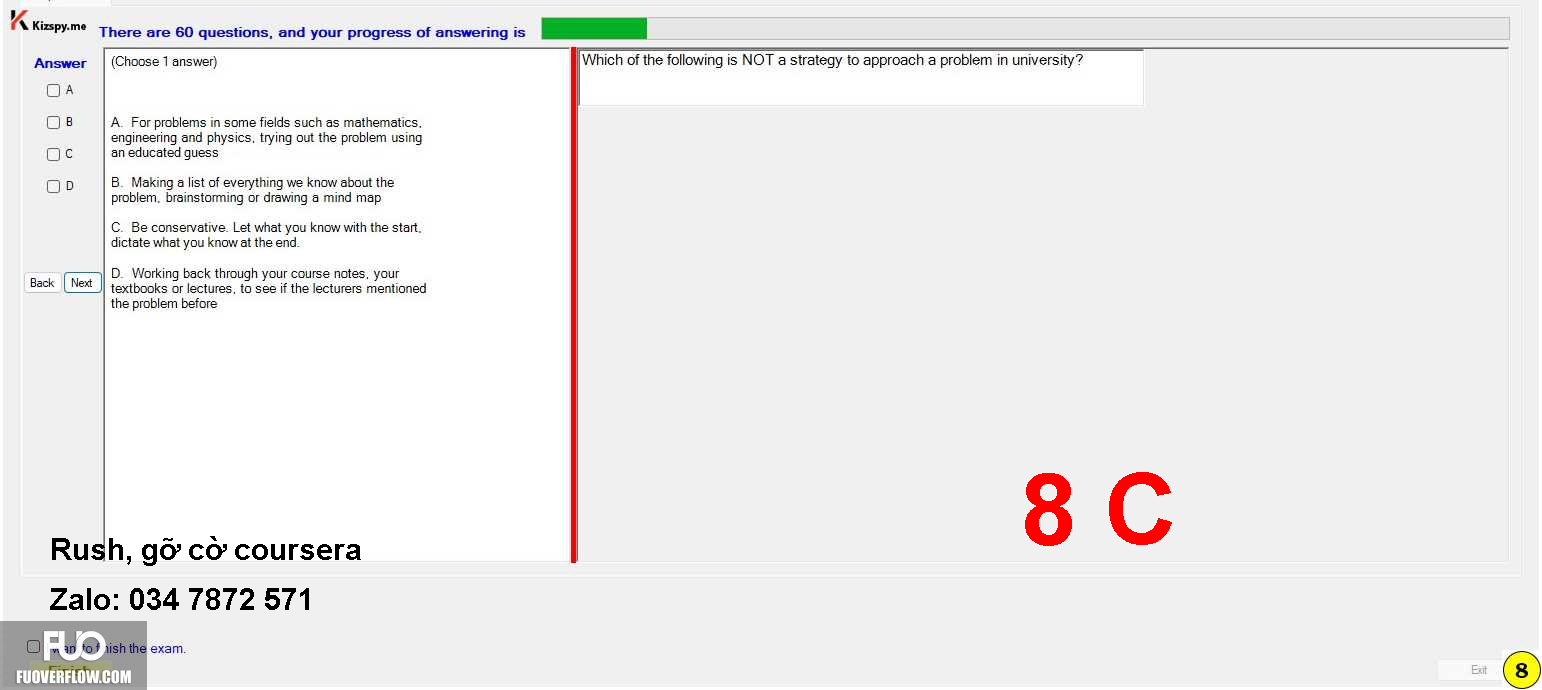 Kizspy.me
There are 60 questions, and your progress of answering is
Answer
A
B
C
D
Back
Next
(Choose 1 answer)
A. For problems in some fields such as mathematics,
engineering and physics, trying out the problem using
an educated guess
B. Making a list of everything we know about the
problem, brainstorming or drawing a mind map
C. Be conservative. Let what you know with the start,
dictate what you know at the end.
D. Working back through your course notes, your
textbooks or lectures, to see if the lecturers mentioned
the problem before
Which of the following is NOT a strategy to approach a problem in university?
8 C
Rush, gỡ cờ coursera
Zalo: 034 7872 571
FUO
want to finish the exam.
Finish
FUOVERFLOW.COM
Exit
8